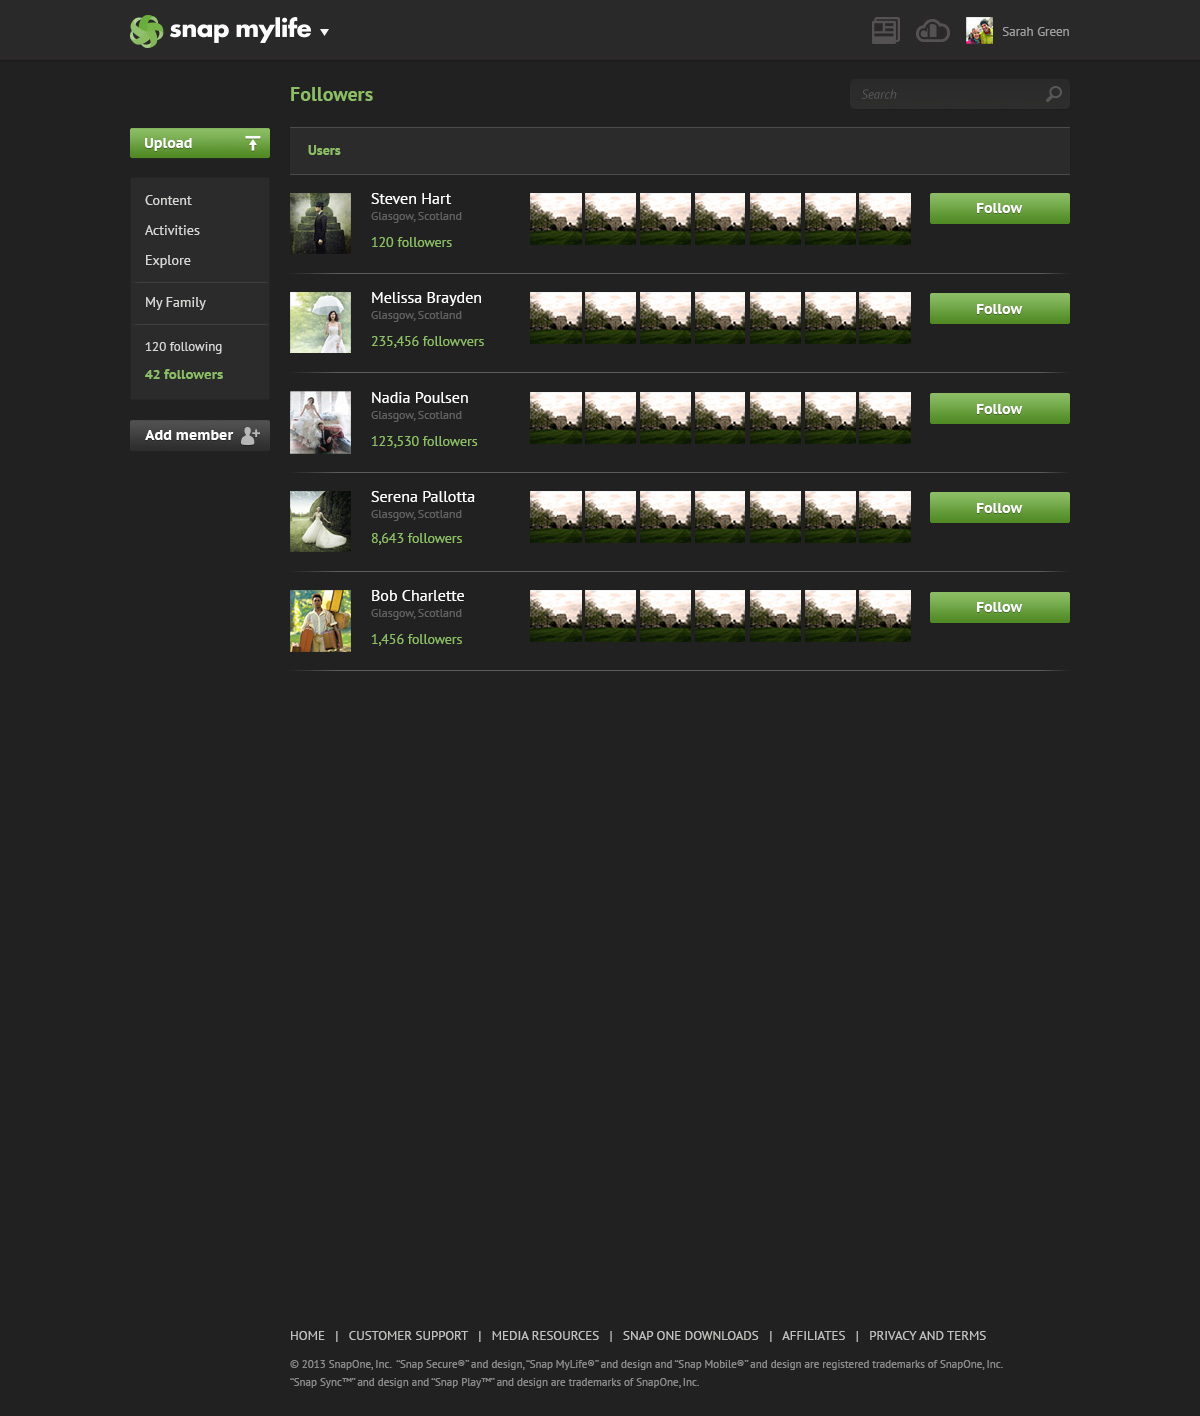 snap mylife
Sarah Green
Followers
Search
Upload
Users
Content
Activities
Explore
My Family
120 following
42 followers
Add member
Steven Hart
Glasgow, Scotland
120 followers
Follow
Melissa Brayden
Glasgow, Scotland
235,456 followvers
Follow
Nadia Poulsen
Glasgow, Scotland
123,530 followers
Follow
Serena Pallotta
Glasgow, Scotland
8,643 followers
Follow
Bob Charlette
Glasgow, Scotland
1,456 followers
Follow
HOME | CUSTOMER SUPPORT | MEDIA RESOURCES | SNAP ONE DOWNLOADS | AFFILIATES | PRIVACY AND TERMS
© 2013 SnapOne, Inc. “Snap Secure®” and design, “Snap MyLife®” and design and “Snap Mobile®” and design are registered trademarks of SnapOne, Inc.
“Snap Sync™” and design and “Snap Play™” and design are trademarks of SnapOne, Inc.